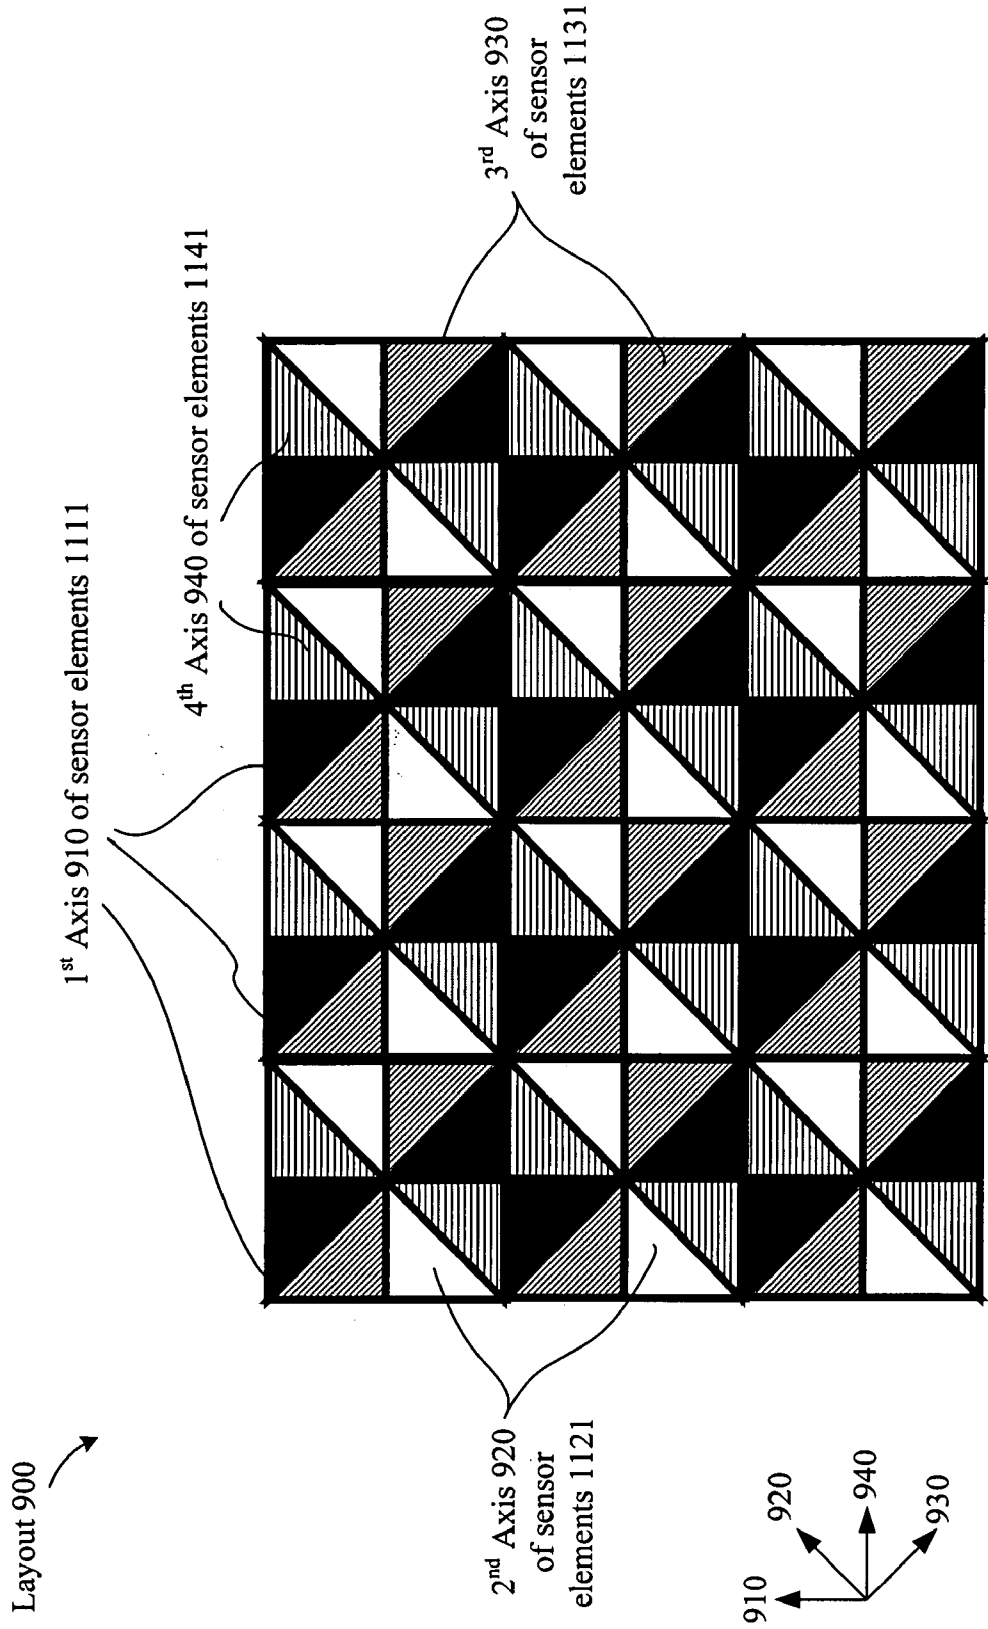 Layout 900
1st Axis 910 of sensor elements 1111
4th Axis 940 of sensor elements 1141
2nd Axis 920
of sensor
elements 1121
3rd Axis 930
of sensor
elements 1131
910
920
940
930